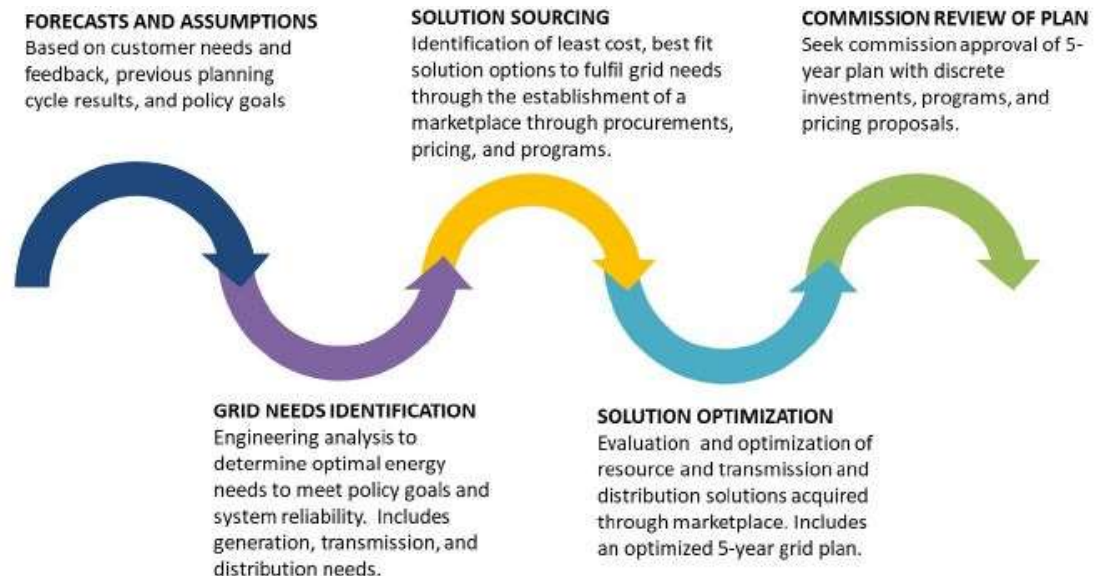 FORECASTS AND ASSUMPTIONS
Based on customer needs and
feedback, previous planning
cycle results, and policy goals
SOLUTION SOURCING
Identification of least cost, best fit
solution options to fulfil grid needs
through the establishment of a
marketplace through procurements,
pricing, and programs.
COMMISSION REVIEW OF PLAN
Seek commission approval of 5-
year plan with discrete
investments, programs, and
pricing proposals.
GRID NEEDS IDENTIFICATION
Engineering analysis to
determine optimal energy
needs to meet policy goals and
system reliability. Includes
generation, transmission, and
distribution needs.
SOLUTION OPTIMIZATION
Evaluation and optimization of
resource and transmission and
distribution solutions acquired
through marketplace. Includes
an optimized 5-year grid plan.